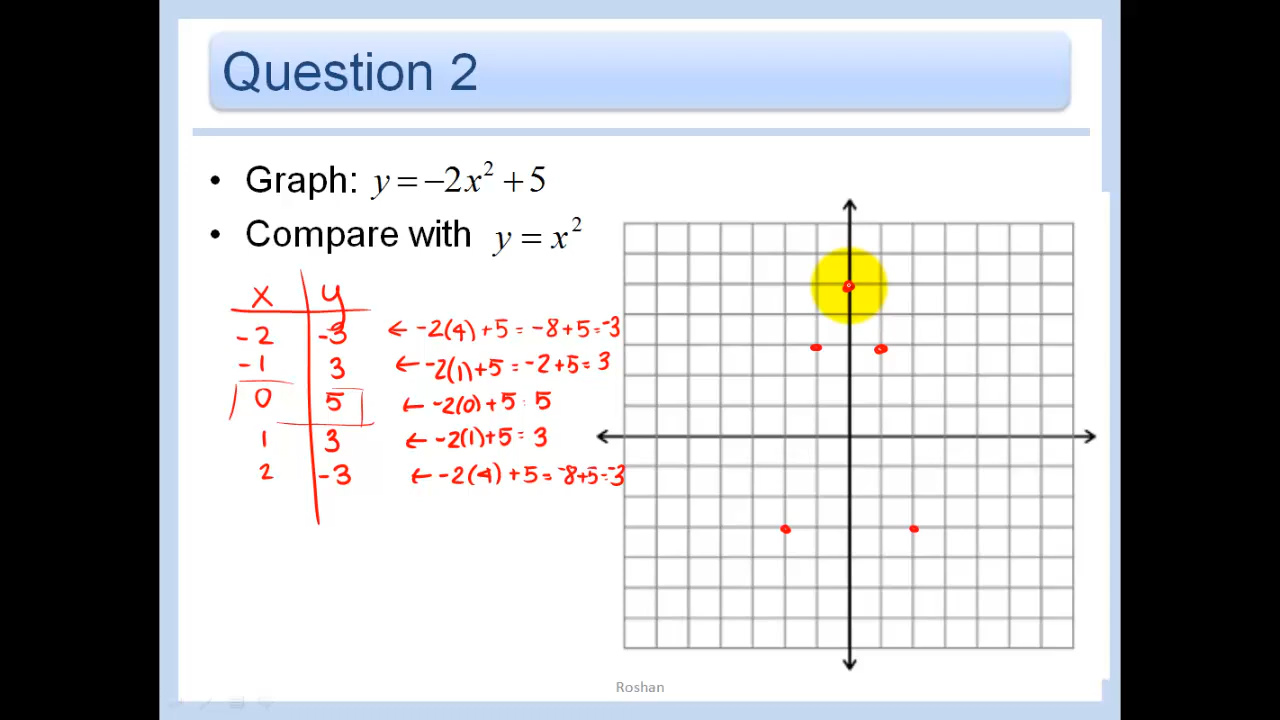 Question 2
• Graph: y = −2x² + 5
• Compare with y = x²
x y
-2 -3 ← -2(4)+5 = -8+5=-3
-1 3 ← -2(1)+5 = -2+5=3
0 5 ← -2(0)+5 = 5
1 3 ← -2(1)+5 = 3
2 -3 ← -2(4)+5 = -8+5=-3
Roshan